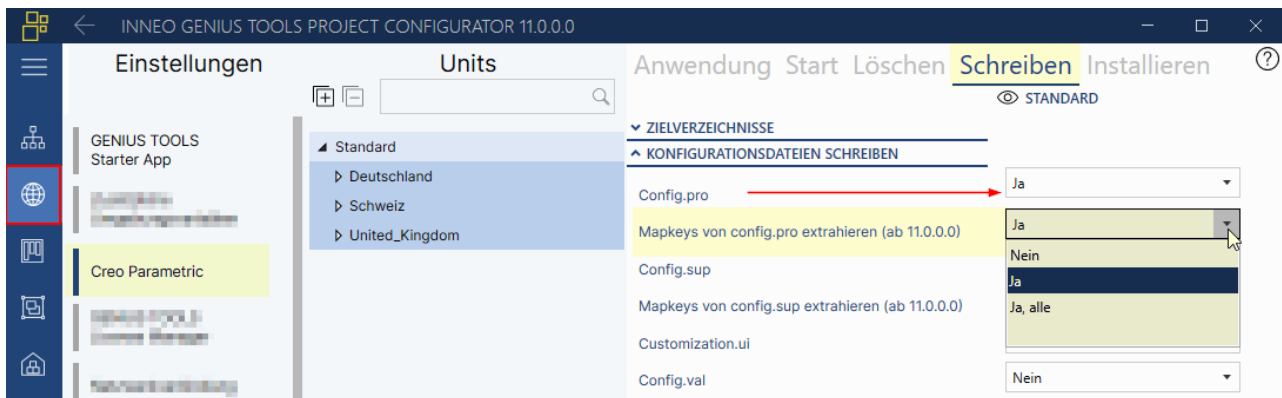 INNEO GENIUS TOOLS PROJECT CONFIGURATOR 11.0.0.0
Einstellungen
Units
Anwendung Start Löschen Schreiben Installieren
STANDARD
GENIUS TOOLS
Starter App
Creo Parametric
Standard
Deutschland
Schweiz
United_Kingdom
ZIELVERZEICHNISSE
KONFIGURATIONSDATEIEN SCHREIBEN
Config.pro
Ja
Mapkeys von config.pro extrahieren (ab 11.0.0.0)
Ja
Nein
Ja
Ja, alle
Config.sup
Mapkeys von config.sup extrahieren (ab 11.0.0.0)
Customization.ui
Config.val
Nein